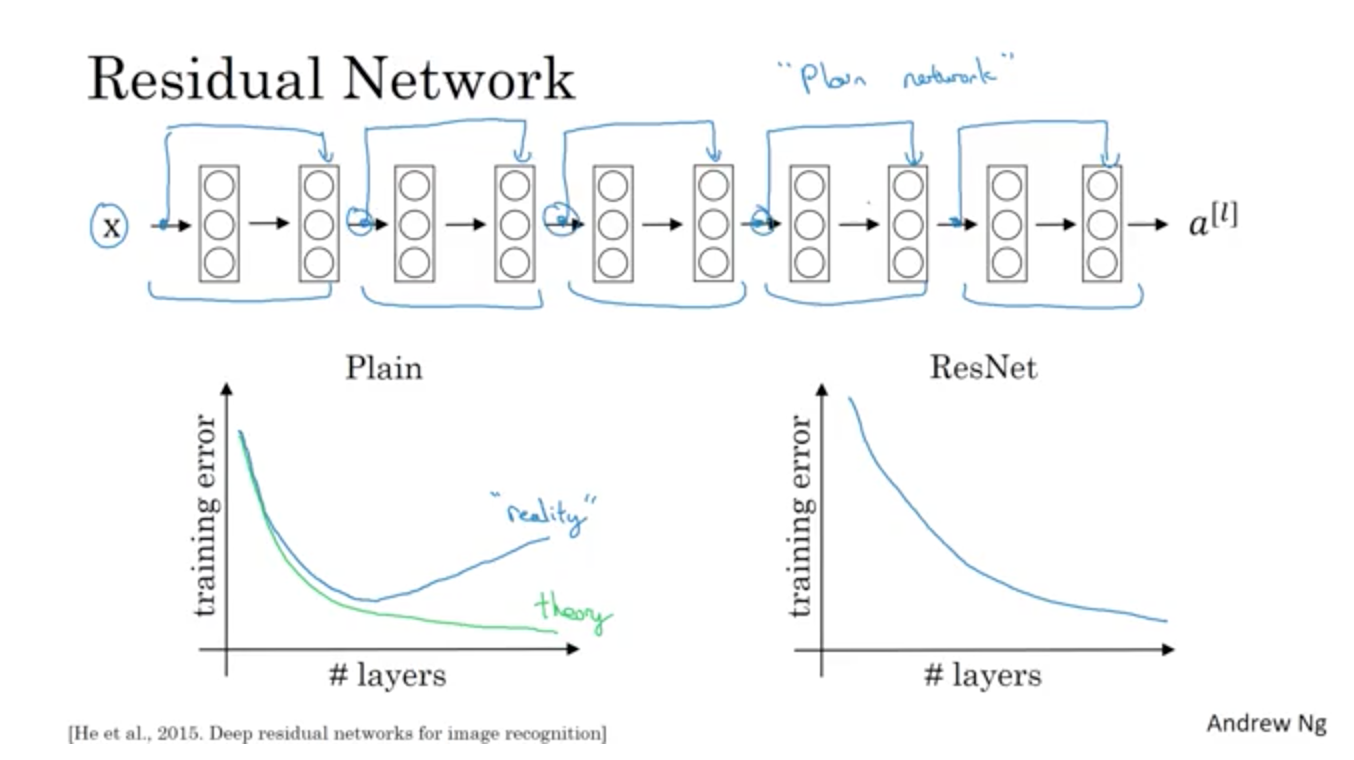 Residual Network
"Plain network"
x
a[l]
Plain
ResNet
training error
"reality"
theory
# layers
training error
# layers
[He et al., 2015. Deep residual networks for image recognition]
Andrew Ng